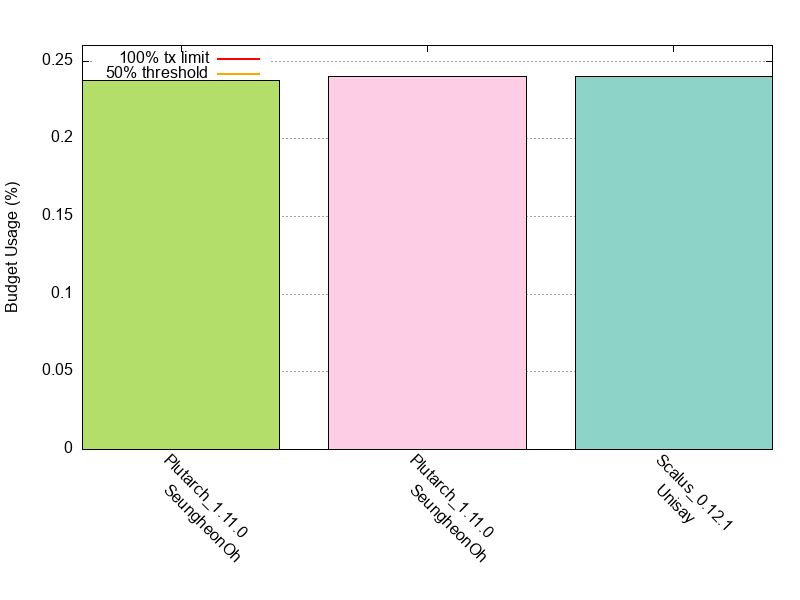 100% tx limit
50% threshold
0.25
0.2
0.15
0.1
0.05
0
Budget Usage (%)
Plutarch_1.11.0
SeungheonOh
Plutarch_1.11.0
SeungheonOh
Scalus_0.12.1
Unisay